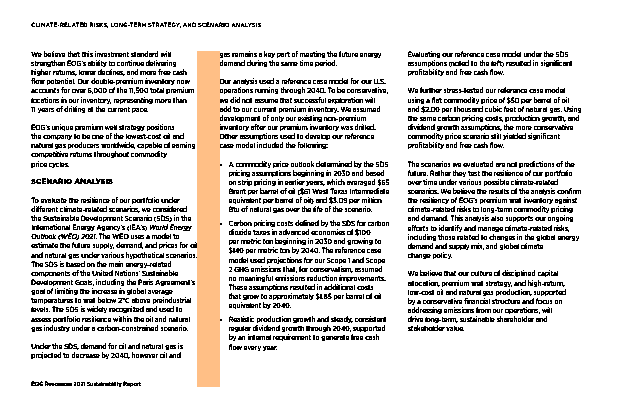 CLIMATE-RELATED RISKS, LONG-TERM STRATEGY, AND SCENARIO ANALYSIS
We believe that this investment standard will
strengthen EOG's ability to continue delivering
higher returns, lower declines, and more free cash
flow potential. Our double-premium inventory now
accounts for over 5,000 of the 11,500 total premium
locations in our inventory, representing more than
11 years of drilling at the current pace.
EOG's unique premium well strategy positions
the company to be one of the lowest-cost oil and
natural gas producers worldwide, capable of earning
competitive returns throughout commodity
price cycles.
SCENARIO ANALYSIS
To evaluate the resilience of our portfolio under
different climate-related scenarios, we considered
the Sustainable Development Scenario (SDS) in the
International Energy Agency's (IEA's) World Energy
Outlook (WEO) 2021. The WEO uses a model to
estimate the future supply, demand, and prices for oil
and natural gas under various hypothetical scenarios.
The SDS is based on the main energy-related
components of the United Nations' Sustainable
Development Goals, including the Paris Agreement's
goal of limiting the increase in global average
temperatures to well below 2°C above preindustrial
levels. The SDS is widely recognized and used to
assess portfolio resilience within the oil and natural
gas industry under a carbon-constrained scenario.
Under the SDS, demand for oil and natural gas is
projected to decrease by 2040, however oil and
gas remains a key part of meeting the future energy
demand during the same time period.
Our analysis used a reference case model for our U.S.
operations running through 2040. To be conservative,
we did not assume that successful exploration will
add to our current premium inventory. We assumed
development of only our existing non-premium
inventory after our premium inventory was drilled.
Other assumptions used to develop our reference
case model included the following:
• A commodity price outlook determined by the SDS
pricing assumptions beginning in 2030 and based
on strip pricing in earlier years, which averaged $65
Brent per barrel of oil ($61 West Texas Intermediate
equivalent per barrel of oil) and $3.09 per million
Btu of natural gas over the life of the scenario.
• Carbon pricing costs defined by the SDS for carbon
dioxide taxes in advanced economies of $100
per metric ton beginning in 2030 and growing to
$140 per metric ton by 2040. The reference case
model used projections for our Scope 1 and Scope
2 GHG emissions that, for conservatism, assumed
no meaningful emissions reduction improvements.
These assumptions resulted in additional costs
that grow to approximately $1.65 per barrel of oil
equivalent by 2040.
• Realistic production growth and steady, consistent
regular dividend growth through 2040, supported
by an internal requirement to generate free cash
flow every year.
Evaluating our reference case model under the SDS
assumptions (noted to the left) resulted in significant
profitability and free cash flow.
We further stress-tested our reference case model
using a flat commodity price of $50 per barrel of oil
and $2.00 per thousand cubic feet of natural gas. Using
the same carbon pricing costs, production growth, and
dividend growth assumptions, the more conservative
commodity price scenario still yielded significant
profitability and free cash flow.
The scenarios we evaluated are not predictions of the
future. Rather they test the resilience of our portfolio
over time under various possible climate-related
scenarios. We believe the results of the analysis confirm
the resiliency of EOG's premium well inventory against
climate-related risks to long-term commodity pricing
and demand. This analysis also supports our ongoing
efforts to identify and manage climate-related risks,
including those related to changes in the global energy
demand and supply mix, and global climate
change policy.
We believe that our culture of disciplined capital
allocation, premium well strategy, and high-return,
low-cost oil and natural gas production, supported
by a conservative financial structure and focus on
addressing emissions from our operations, will
drive long-term, sustainable shareholder and
stakeholder value.
EOG Resources 2021 Sustainability Report